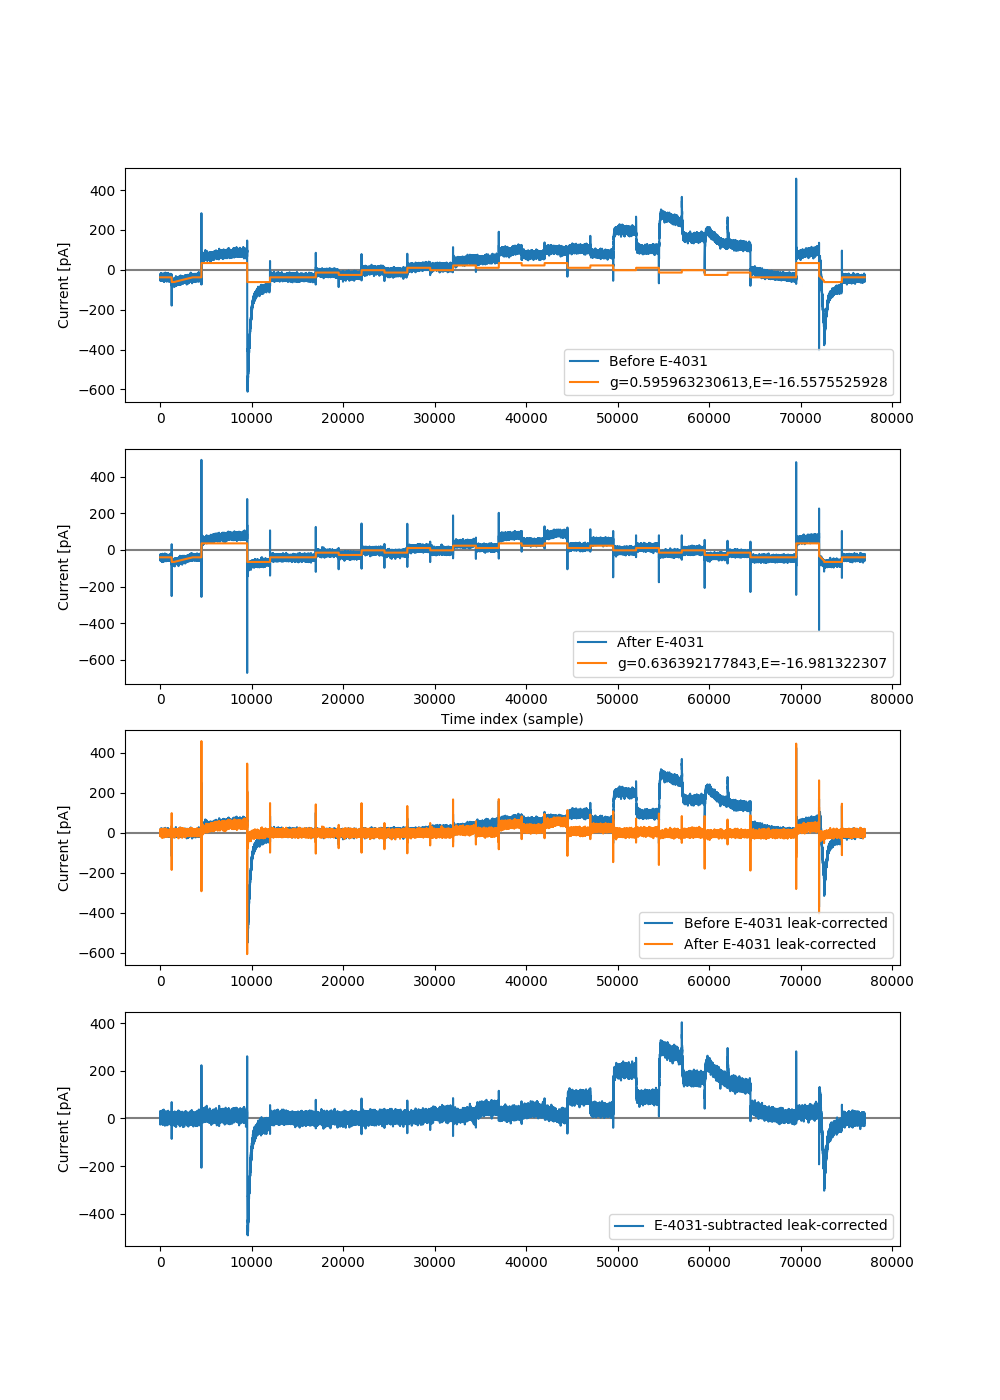 400
200
0
−200
−400
−600
Current [pA]
Before E-4031
g=0.595963230613,E=-16.5575525928
0 10000 20000 30000 40000 50000 60000 70000 80000
400
200
0
−200
−400
−600
Current [pA]
After E-4031
g=0.636392177843,E=-16.981322307
0 10000 20000 30000 40000 50000 60000 70000 80000
Time index (sample)
400
200
0
−200
−400
−600
Current [pA]
Before E-4031 leak-corrected
After E-4031 leak-corrected
0 10000 20000 30000 40000 50000 60000 70000 80000
400
200
0
−200
−400
Current [pA]
E-4031-subtracted leak-corrected
0 10000 20000 30000 40000 50000 60000 70000 80000